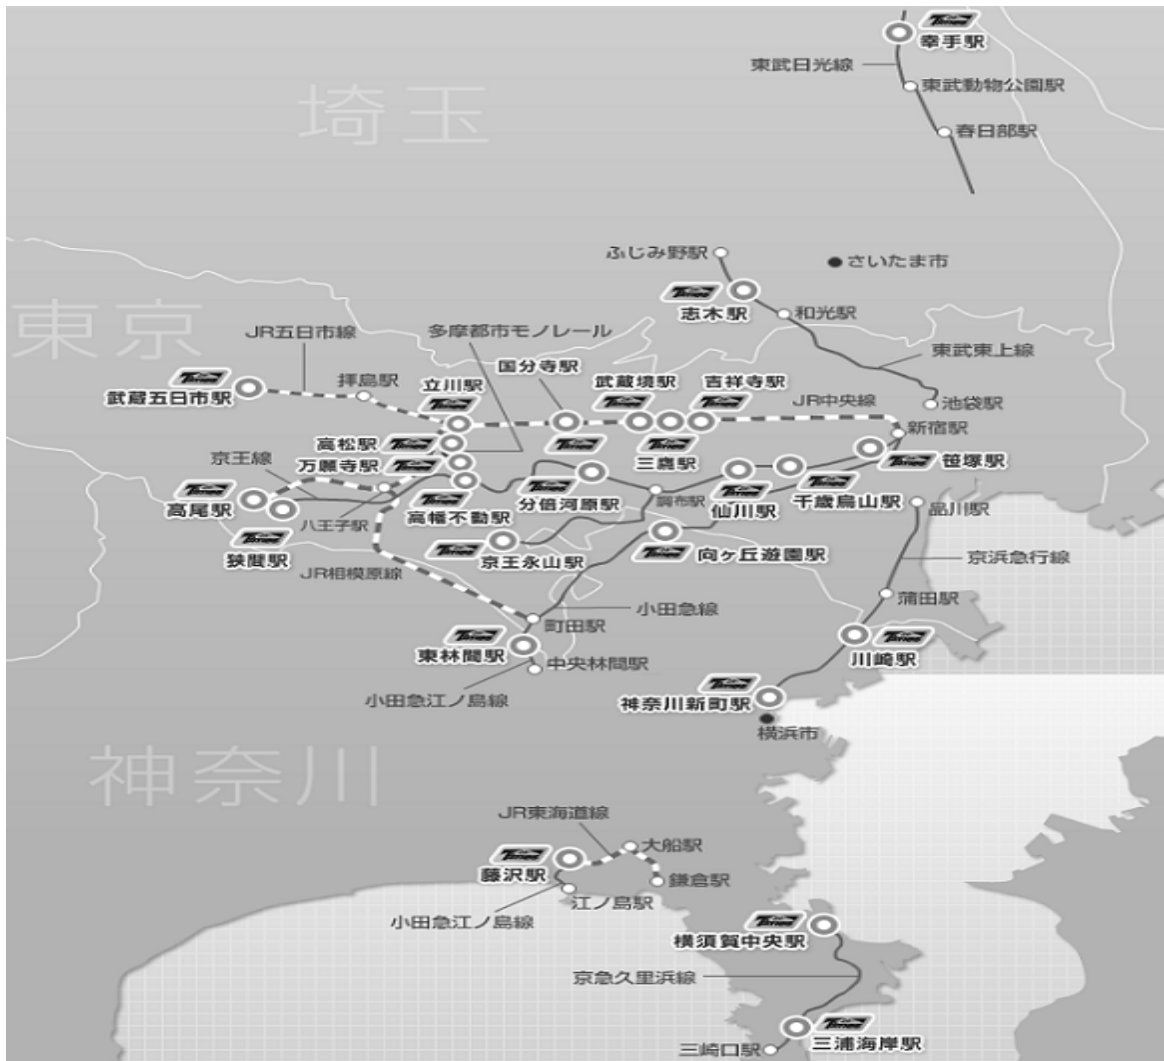 幸手駅
東武日光線
東武動物公園駅
埼玉
春日部駅
ふじみ野駅
さいたま市
志木駅
和光駅
東京
JR五日市線
多摩都市モノレール
東武東上線
国分寺駅
武蔵五日市駅
拝島駅
立川駅
武蔵境駅
吉祥寺駅
JR中央線
池袋駅
新宿駅
高松駅
京王線
万願寺駅
三鷹駅
笹塚駅
高尾駅
八王子駅
高幡不動駅
分倍河原駅
調布駅
仙川駅
千歳烏山駅
品川駅
狭間駅
JR相模原線
京王永山駅
向ヶ丘遊園駅
京浜急行線
小田急線
蒲田駅
町田駅
東林間駅
中央林間駅
川崎駅
小田急江ノ島線
神奈川新町駅
横浜市
神奈川
JR東海道線
大船駅
藤沢駅
鎌倉駅
江ノ島駅
小田急江ノ島線
横須賀中央駅
京急久里浜線
三浦海岸駅
三崎口駅